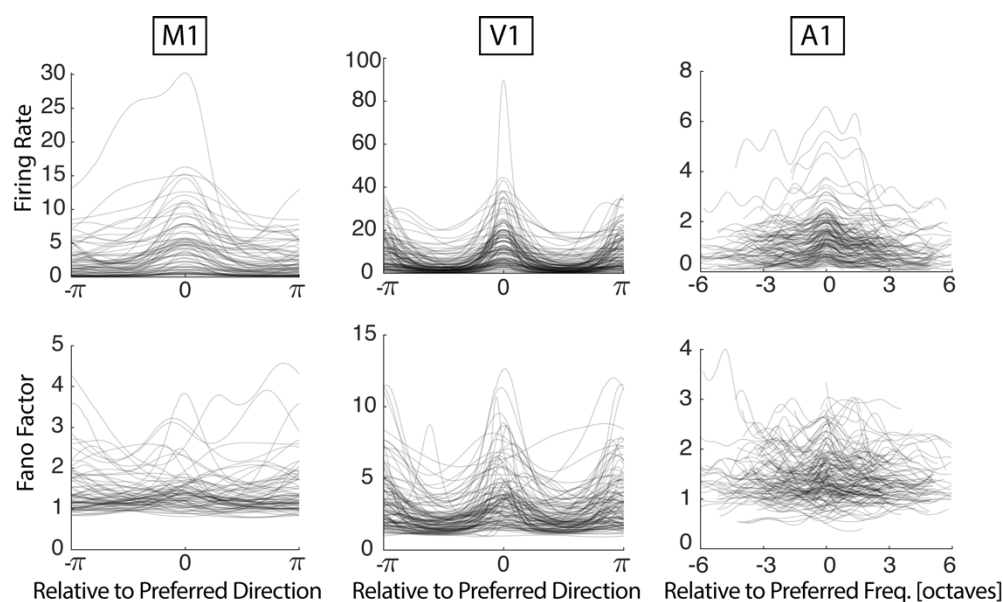 M1
V1
A1
Firing Rate
30
25
20
15
10
5
0
-π
0
π
100
80
60
40
20
0
-π
0
π
8
6
4
2
0
-6
-3
0
3
6
Fano Factor
5
4
3
2
1
0
-π
0
π
Relative to Preferred Direction
15
10
5
0
-π
0
π
Relative to Preferred Direction
4
3
2
1
0
-6
-3
0
3
6
Relative to Preferred Freq. [octaves]